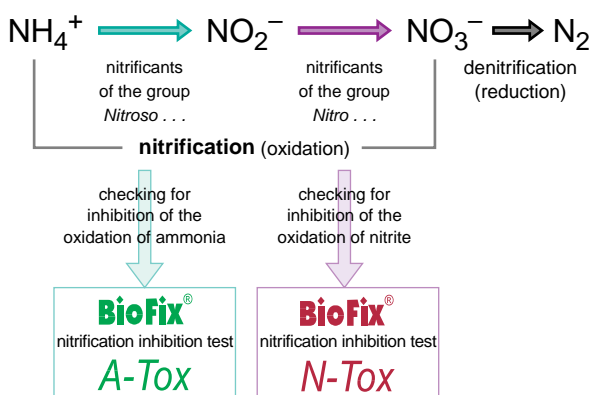 NH₄⁺ NO₂⁻ NO₃⁻ N₂
nitrificants
of the group
Nitroso . . .
nitrificants
of the group
Nitro . . .
denitrification
(reduction)
nitrification (oxidation)
checking for
inhibition of the
oxidation of ammonia
checking for
inhibition of the
oxidation of nitrite
BioFix®
nitrification inhibition test
A-Tox
BioFix®
nitrification inhibition test
N-Tox